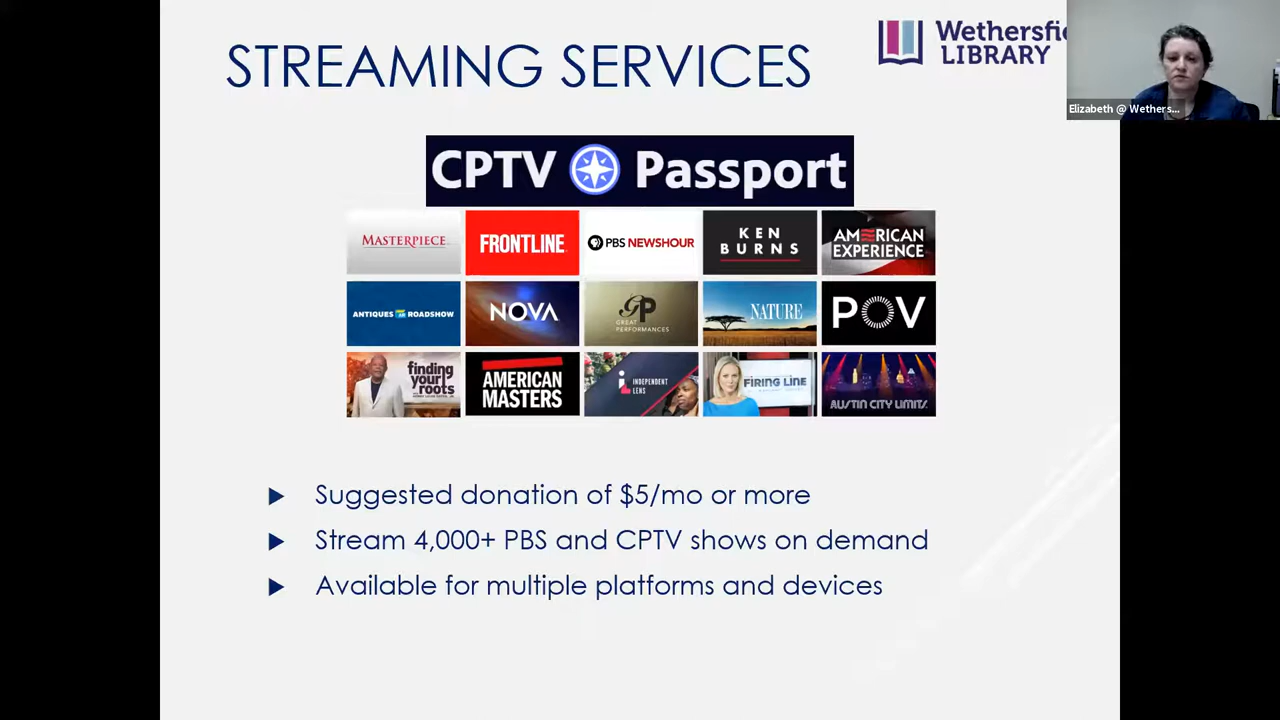 STREAMING SERVICES
Wethersfi
LIBRARY
Elizabeth @ Wethers...
CPTV Passport
MASTERPIECE
FRONTLINE
PBS NEWSHOUR
KEN
BURNS
AMERICAN
EXPERIENCE
ANTIQUES ROADSHOW
NOVA
GP
GREAT
PERFORMANCES
NATURE
POV
finding
your
roots
AMERICAN
MASTERS
INDEPENDENT
LENS
FIRING LINE
AUSTIN CITY LIMITS
Suggested donation of $5/mo or more
Stream 4,000+ PBS and CPTV shows on demand
Available for multiple platforms and devices